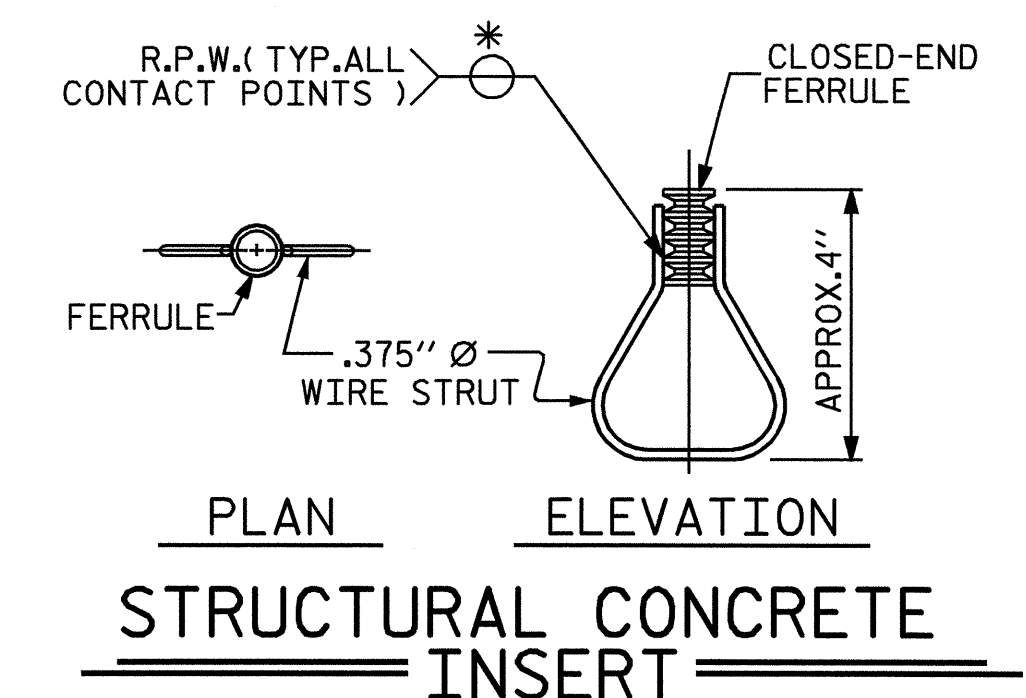 R.P.W.( TYP.ALL
CONTACT POINTS )
*
CLOSED-END
FERRULE
FERRULE
.375" Ø
WIRE STRUT
APPROX.4"
PLAN
ELEVATION
STRUCTURAL CONCRETE
INSERT